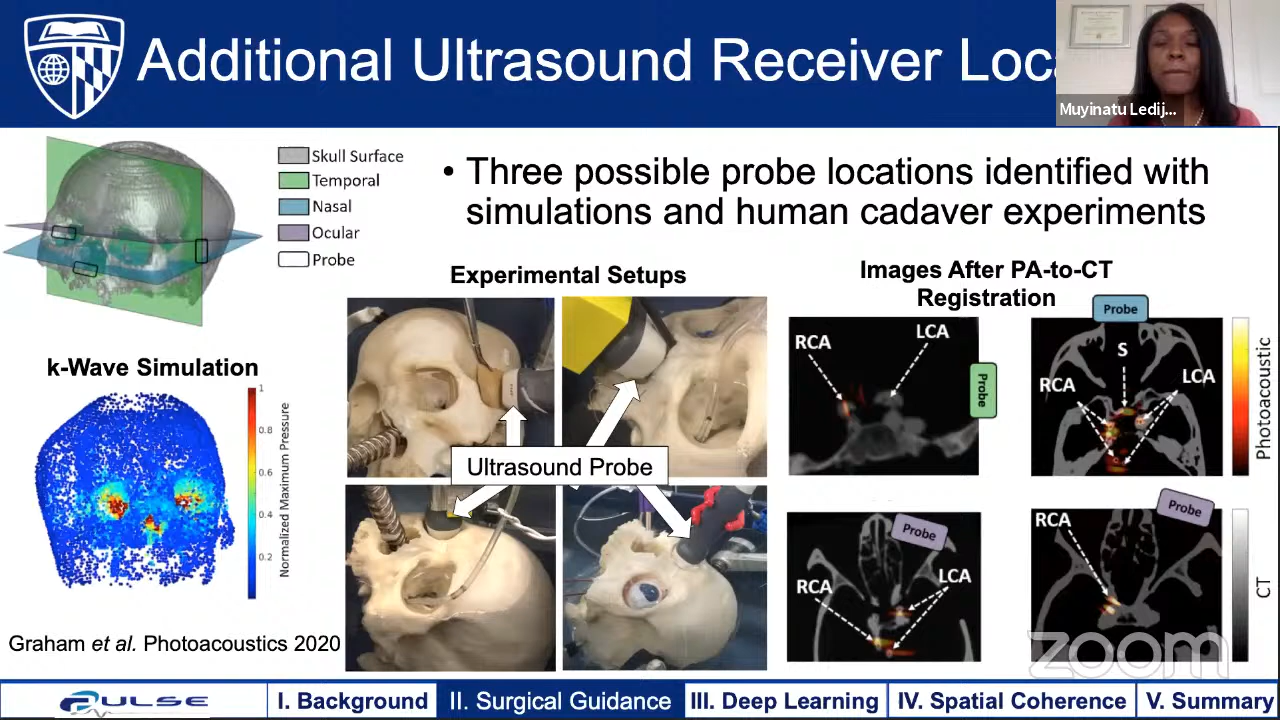 Additional Ultrasound Receiver Loca
Muyinatu Ledij...
Skull Surface
Temporal
Nasal
Ocular
Probe
• Three possible probe locations identified with
simulations and human cadaver experiments
Experimental Setups
Ultrasound Probe
Images After PA-to-CT
Registration
RCA
LCA
Probe
Probe
S
RCA
LCA
Photoacoustic
Probe
RCA
LCA
Probe
RCA
CT
k-Wave Simulation
1
0.8
0.6
0.4
0.2
Normalized Maximum Pressure
Graham et al. Photoacoustics 2020
zoom
PULSE
I. Background
II. Surgical Guidance
III. Deep Learning
IV. Spatial Coherence
V. Summary